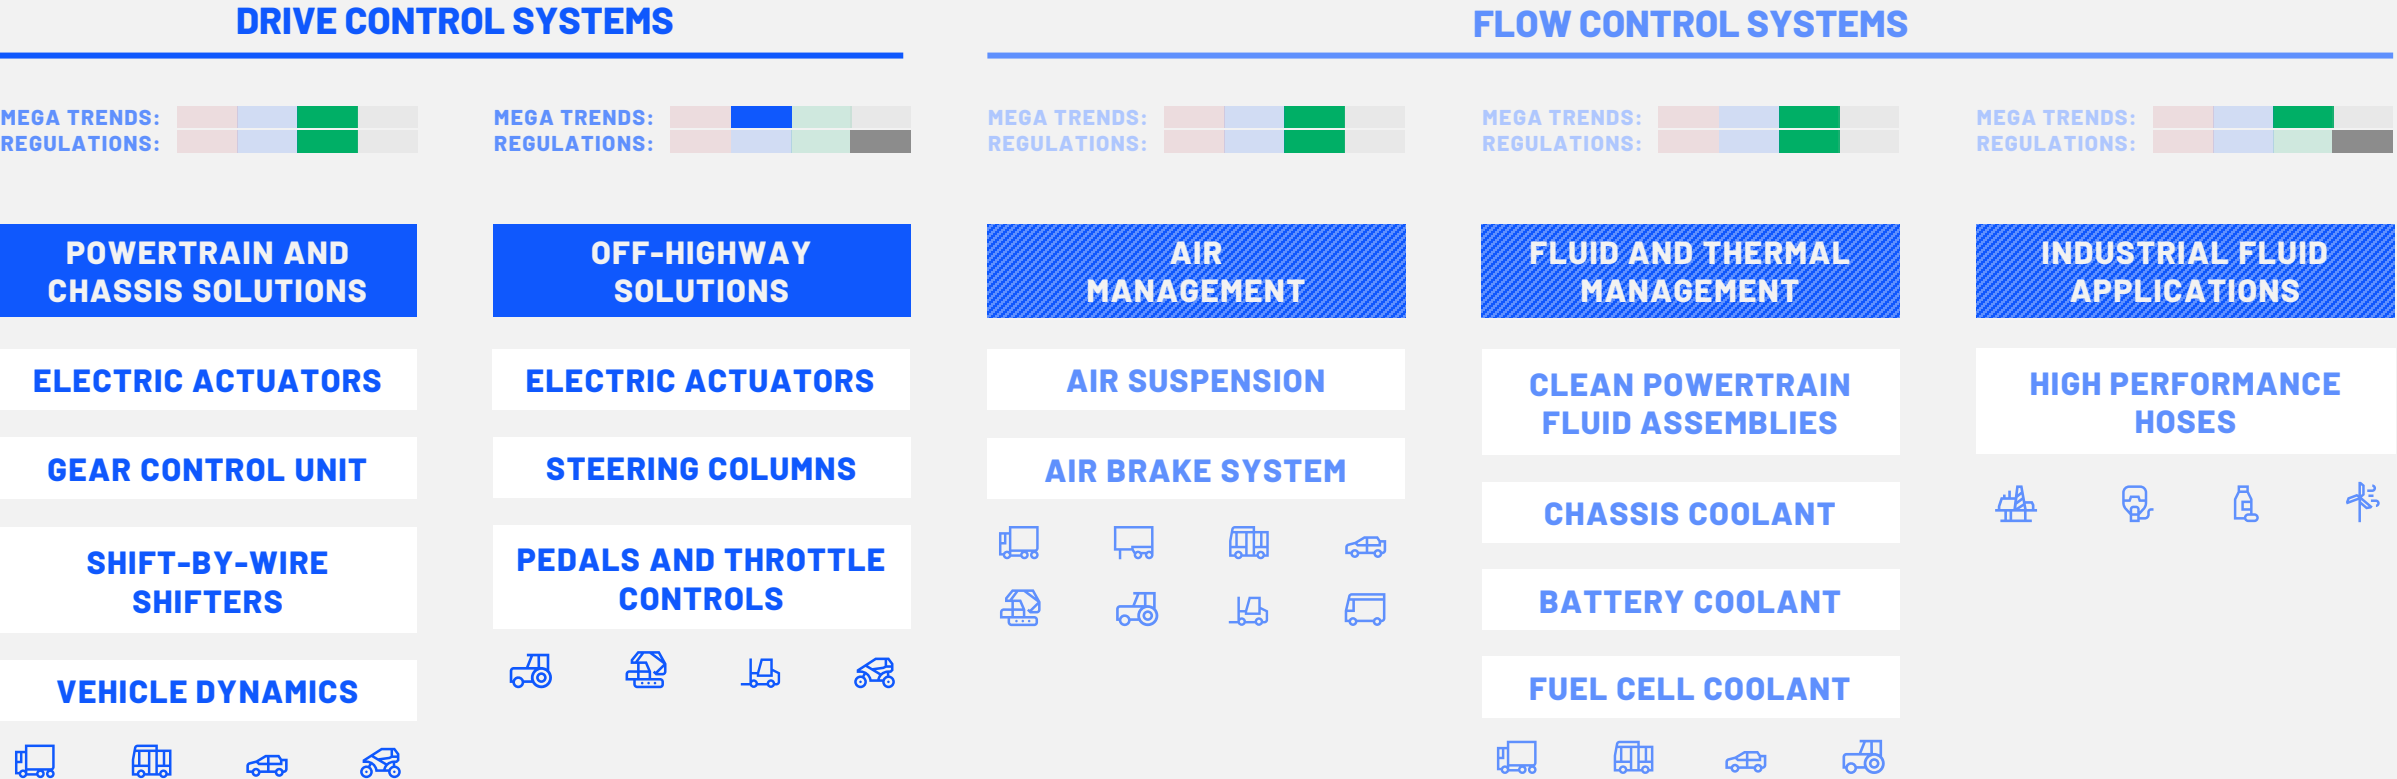 DRIVE CONTROL SYSTEMS
MEGA TRENDS:
REGULATIONS:
MEGA TRENDS:
REGULATIONS:
POWERTRAIN AND
CHASSIS SOLUTIONS
ELECTRIC ACTUATORS
GEAR CONTROL UNIT
SHIFT-BY-WIRE
SHIFTERS
VEHICLE DYNAMICS
OFF-HIGHWAY
SOLUTIONS
ELECTRIC ACTUATORS
STEERING COLUMNS
PEDALS AND THROTTLE
CONTROLS
FLOW CONTROL SYSTEMS
MEGA TRENDS:
REGULATIONS:
MEGA TRENDS:
REGULATIONS:
MEGA TRENDS:
REGULATIONS:
AIR
MANAGEMENT
AIR SUSPENSION
AIR BRAKE SYSTEM
FLUID AND THERMAL
MANAGEMENT
CLEAN POWERTRAIN
FLUID ASSEMBLIES
CHASSIS COOLANT
BATTERY COOLANT
FUEL CELL COOLANT
INDUSTRIAL FLUID
APPLICATIONS
HIGH PERFORMANCE
HOSES